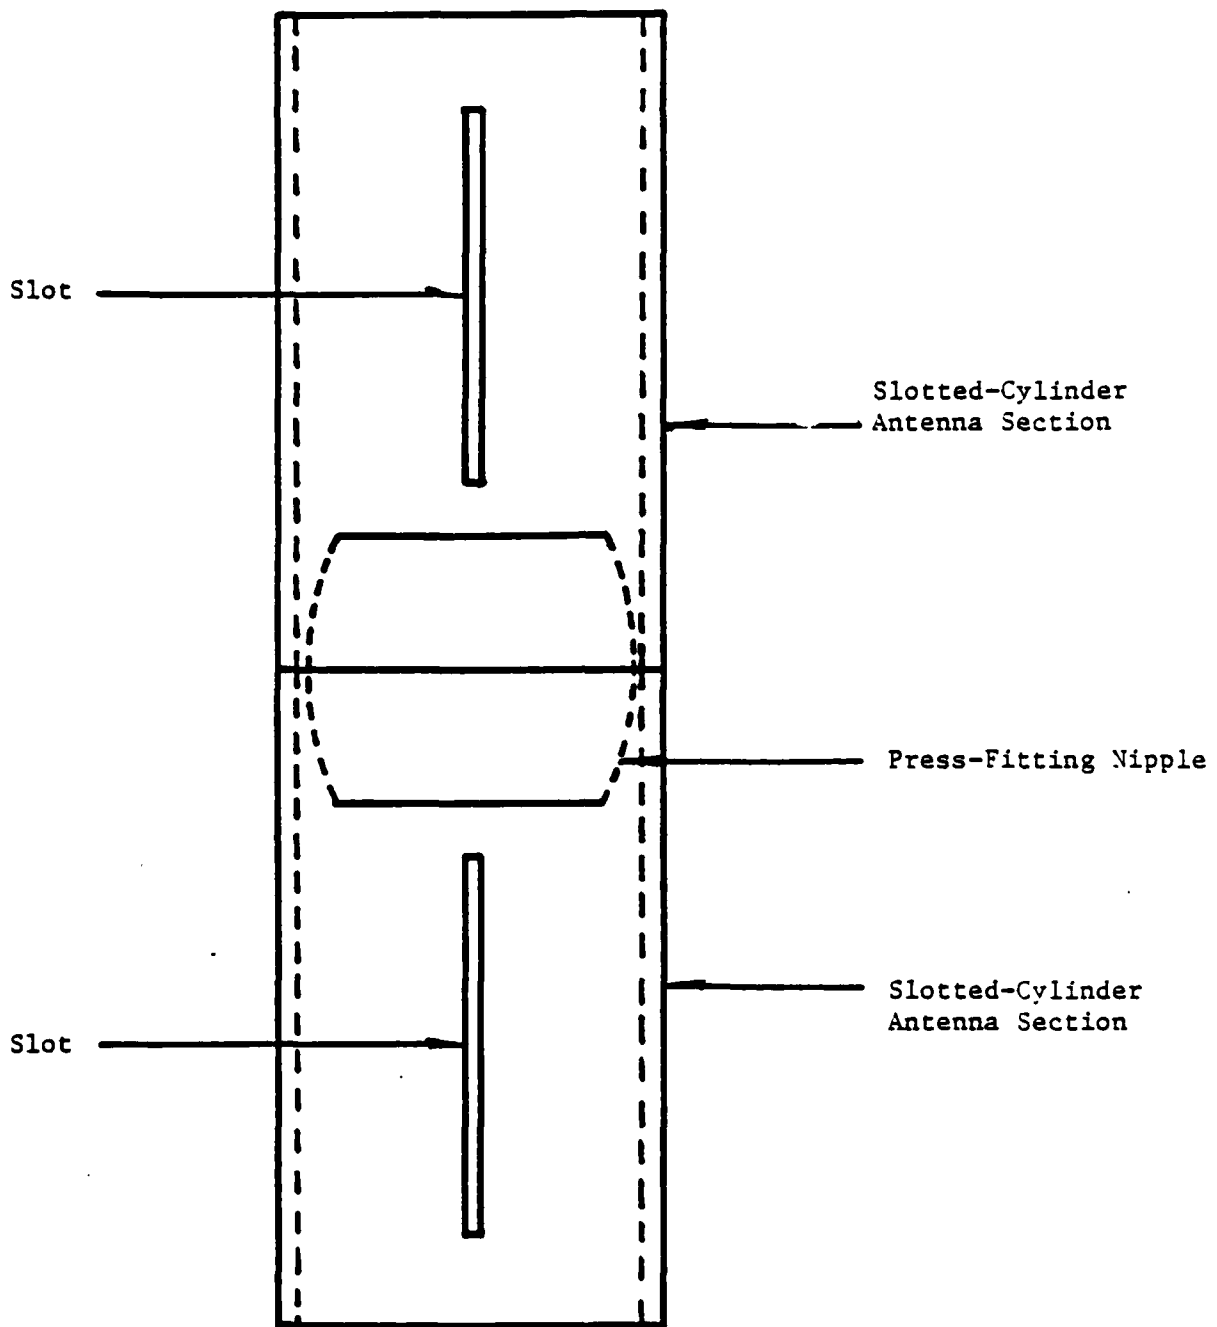 Slot
Slotted-Cylinder
Antenna Section
Press-Fitting Nipple
Slotted-Cylinder
Antenna Section
Slot